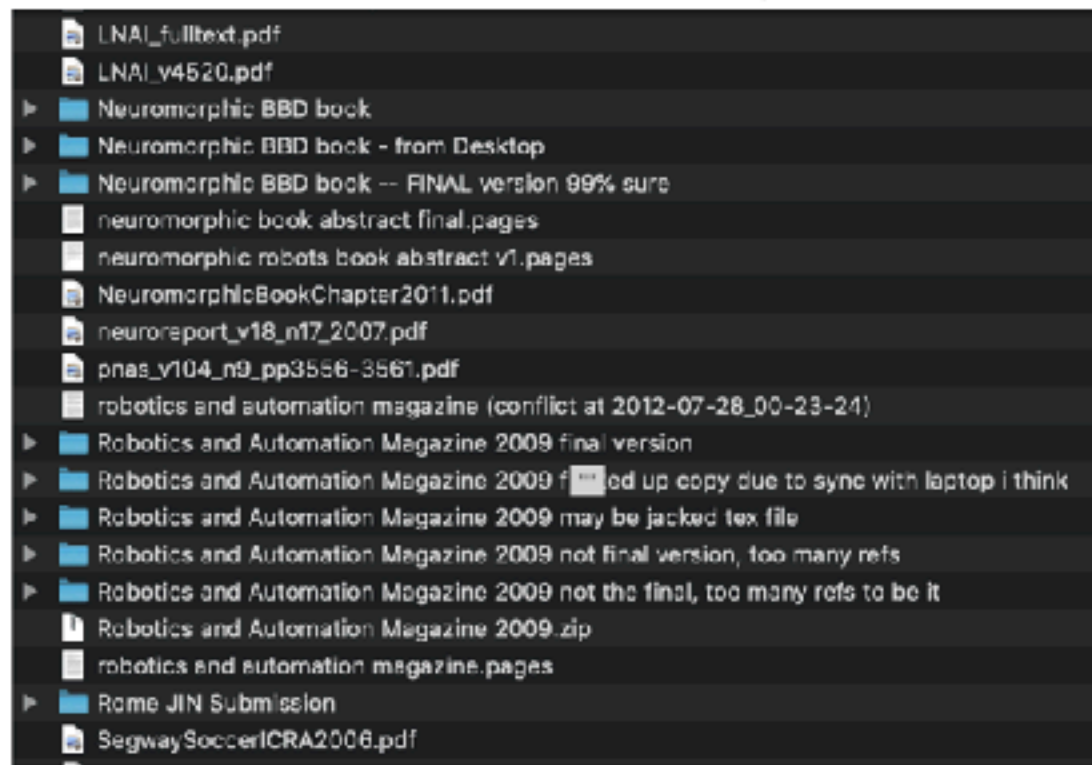 LNAI_fulltext.pdf
LNAI_v4520.pdf
Neuromorphic BBD book
Neuromorphic BBD book - from Desktop
Neuromorphic BBD book -- FINAL version 99% sure
neuromorphic book abstract final.pages
neuromorphic robots book abstract v1.pages
NeuromorphicBookChapter2011.pdf
neuroreport_v18_n17_2007.pdf
pnas_v104_n9_pp3556-3561.pdf
robotics and automation magazine (conflict at 2012-07-28_00-23-24)
Robotics and Automation Magazine 2009 final version
Robotics and Automation Magazine 2009 f***ed up copy due to sync with laptop i think
Robotics and Automation Magazine 2009 may be jacked tex file
Robotics and Automation Magazine 2009 not final version, too many refs
Robotics and Automation Magazine 2009 not the final, too many refs to be it
Robotics and Automation Magazine 2009.zip
robotics and automation magazine.pages
Rome JIN Submission
SegwaySoccerICRA2006.pdf